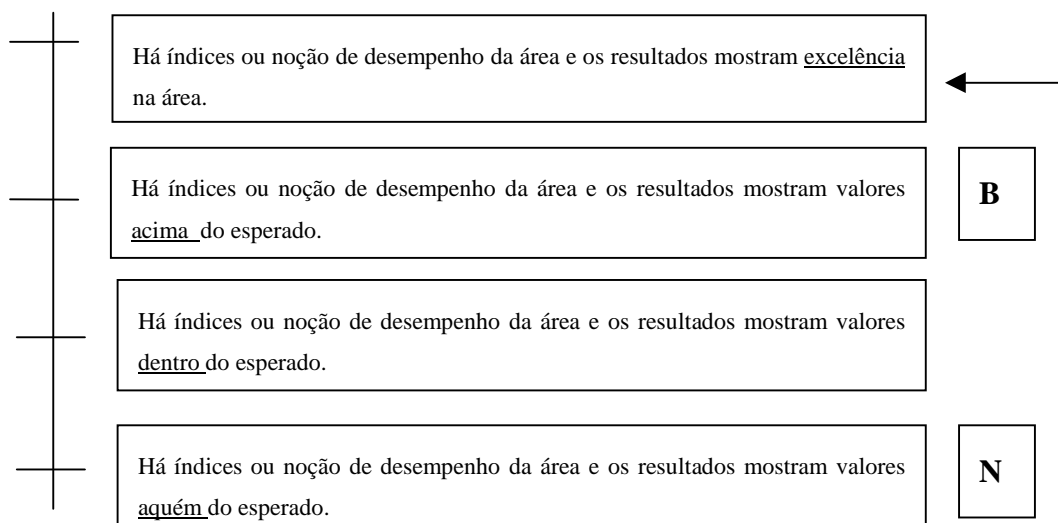 Há índices ou noção de desempenho da área e os resultados mostram excelência
na área.
Há índices ou noção de desempenho da área e os resultados mostram valores
acima do esperado.
B
Há índices ou noção de desempenho da área e os resultados mostram valores
dentro do esperado.
Há índices ou noção de desempenho da área e os resultados mostram valores
aquém do esperado.
N